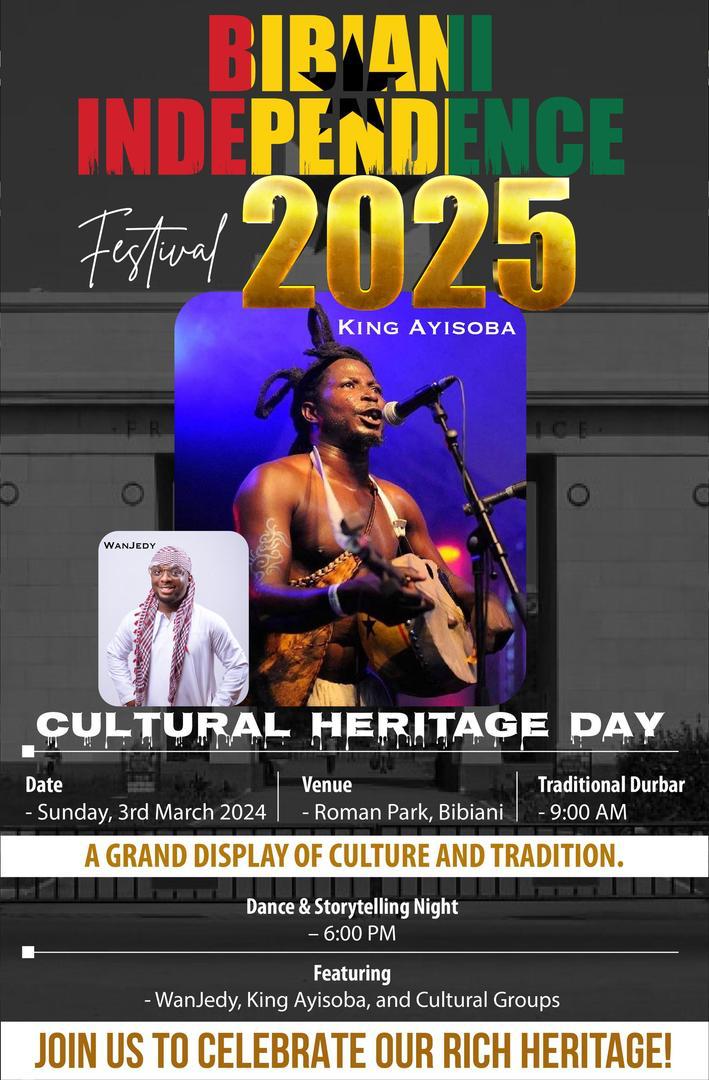 BIBIANI
INDEPENDENCE
Festival 2025
KING AYISOBA
WANJEDY
CULTURAL HERITAGE DAY
Date
- Sunday, 3rd March 2024
Venue
- Roman Park, Bibiani
Traditional Durbar
- 9:00 AM
A GRAND DISPLAY OF CULTURE AND TRADITION.
Dance & Storytelling Night
– 6:00 PM
Featuring
- WanJedy, King Ayisoba, and Cultural Groups
JOIN US TO CELEBRATE OUR RICH HERITAGE!